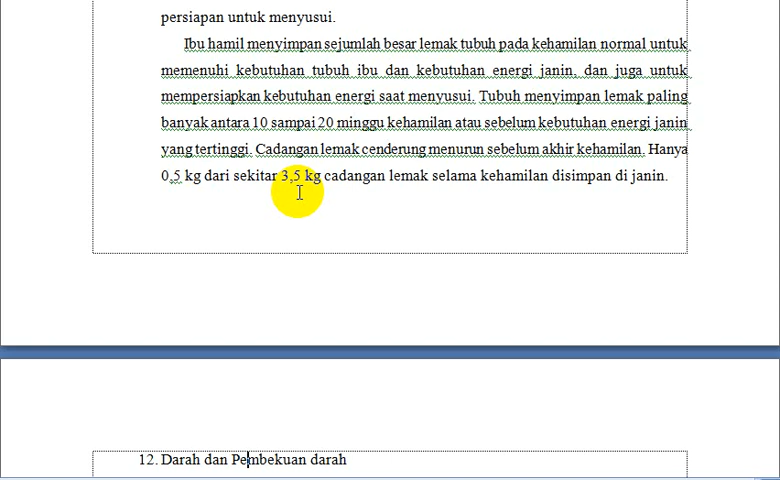 persiapan untuk menyusui.
Ibu hamil menyimpan sejumlah besar lemak tubuh pada kehamilan normal untuk
memenuhi kebutuhan tubuh ibu dan kebutuhan energi janin. dan juga untuk
mempersiapkan kebutuhan energi saat menyusui. Tubuh menyimpan lemak paling
banyak antara 10 sampai 20 minggu kehamilan atau sebelum kebutuhan energi janin
yang tertinggi. Cadangan lemak cenderung menurun sebelum akhir kehamilan. Hanya
0,5 kg dari sekitar 3,5 kg cadangan lemak selama kehamilan disimpan di janin.
12. Darah dan Pembekuan darah